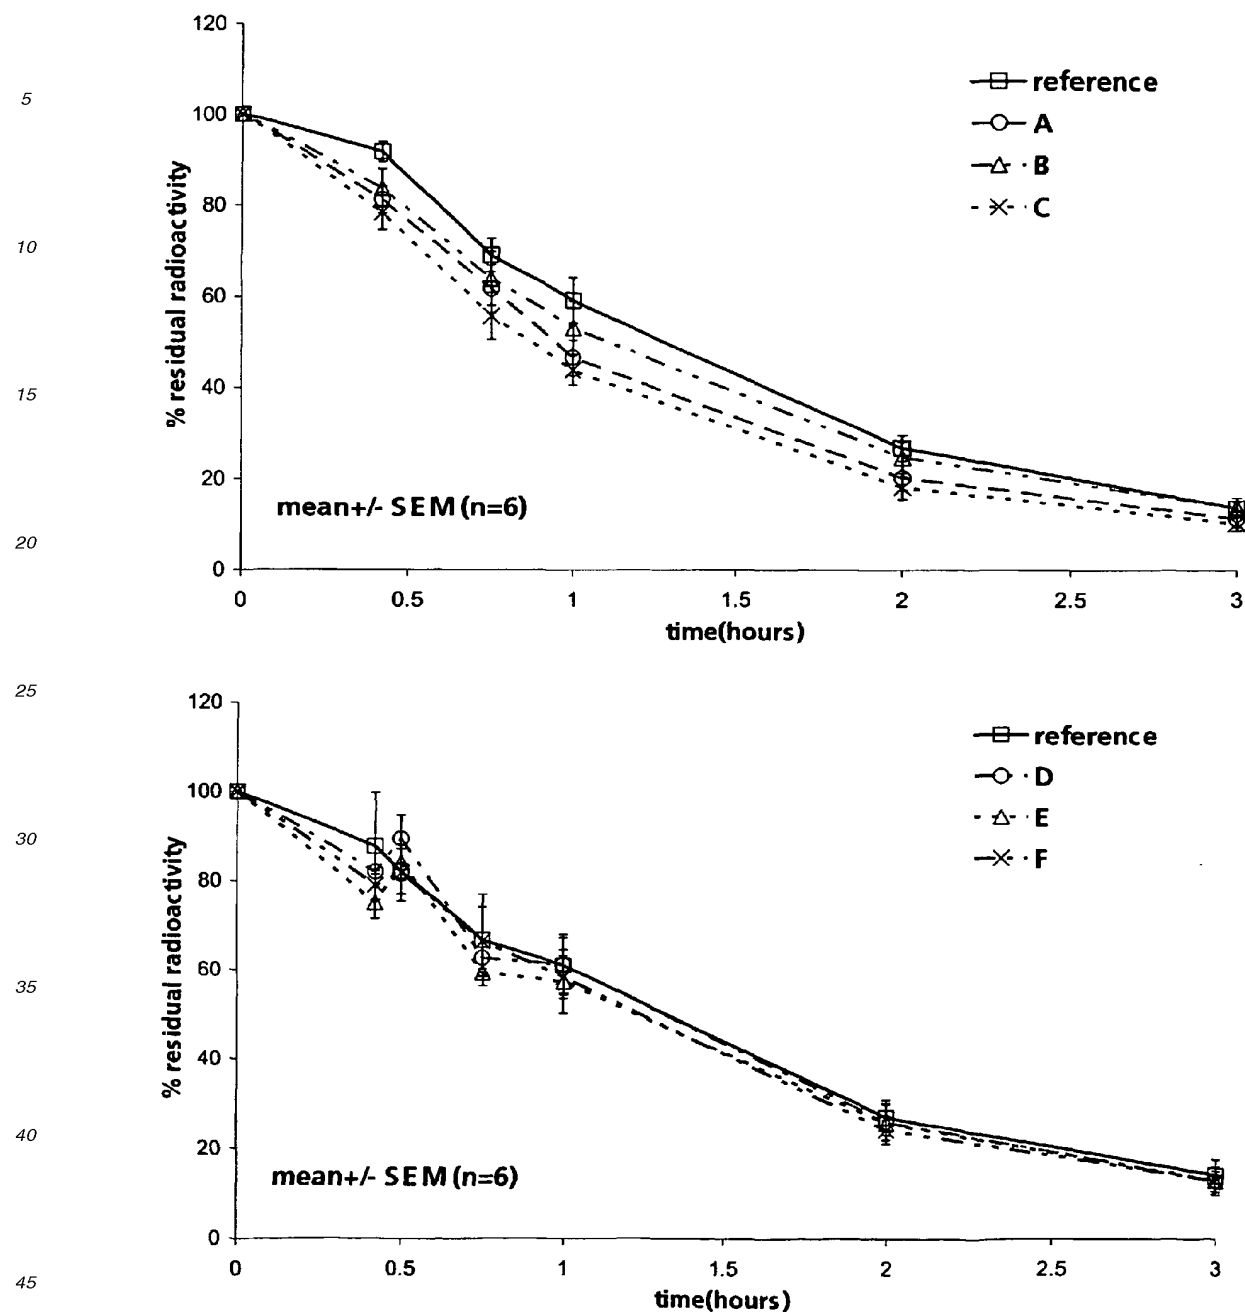 120
100
80
60
40
20
0
% residual radioactivity
reference
A
B
C
mean+/- SEM (n=6)
0
0.5
1
1.5
2
2.5
3
time(hours)
5
10
15
20
25
30
35
40
45
120
100
80
60
40
20
0
% residual radioactivity
reference
D
E
F
mean+/- SEM (n=6)
0
0.5
1
1.5
2
2.5
3
time(hours)